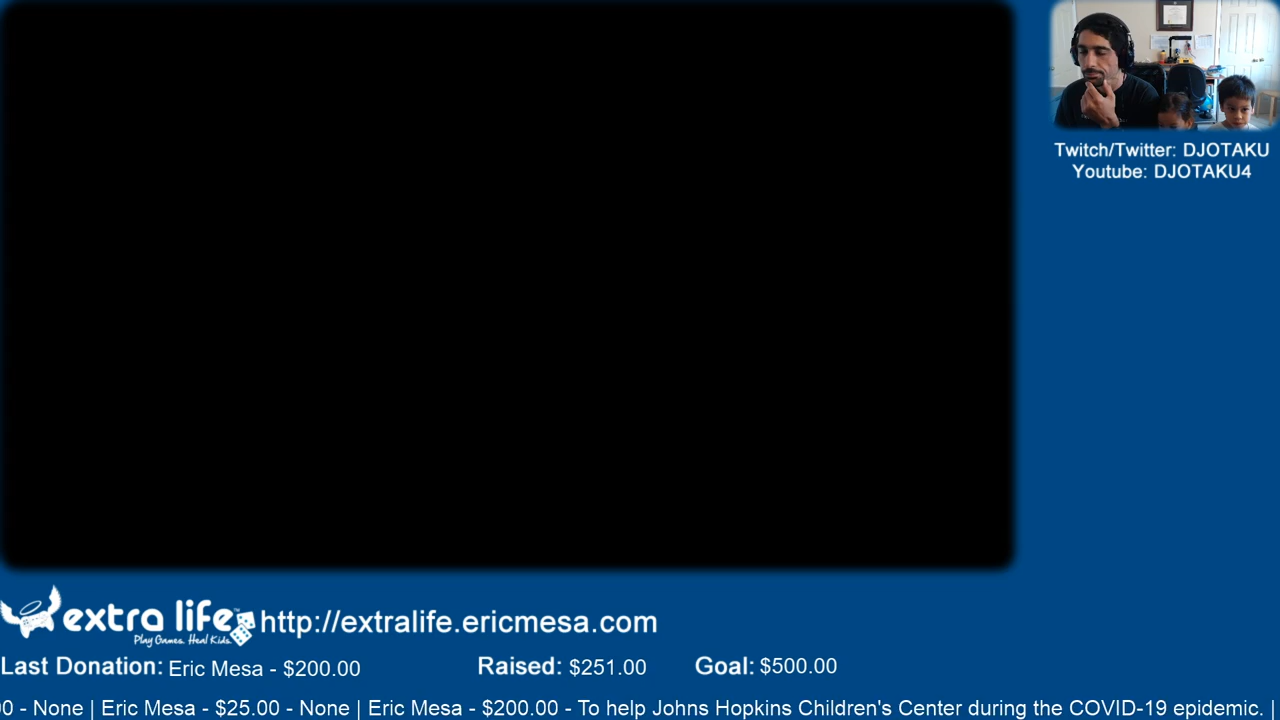 Twitch/Twitter: DJOTAKU
Youtube: DJOTAKU4
extra life
Play Games. Heal Kids.
http://extralife.ericmesa.com
Last Donation: Eric Mesa - $200.00
Raised: $251.00
Goal: $500.00
- None | Eric Mesa - $25.00 - None | Eric Mesa - $200.00 - To help Johns Hopkins Children's Center during the COVID-19 epidemic. |